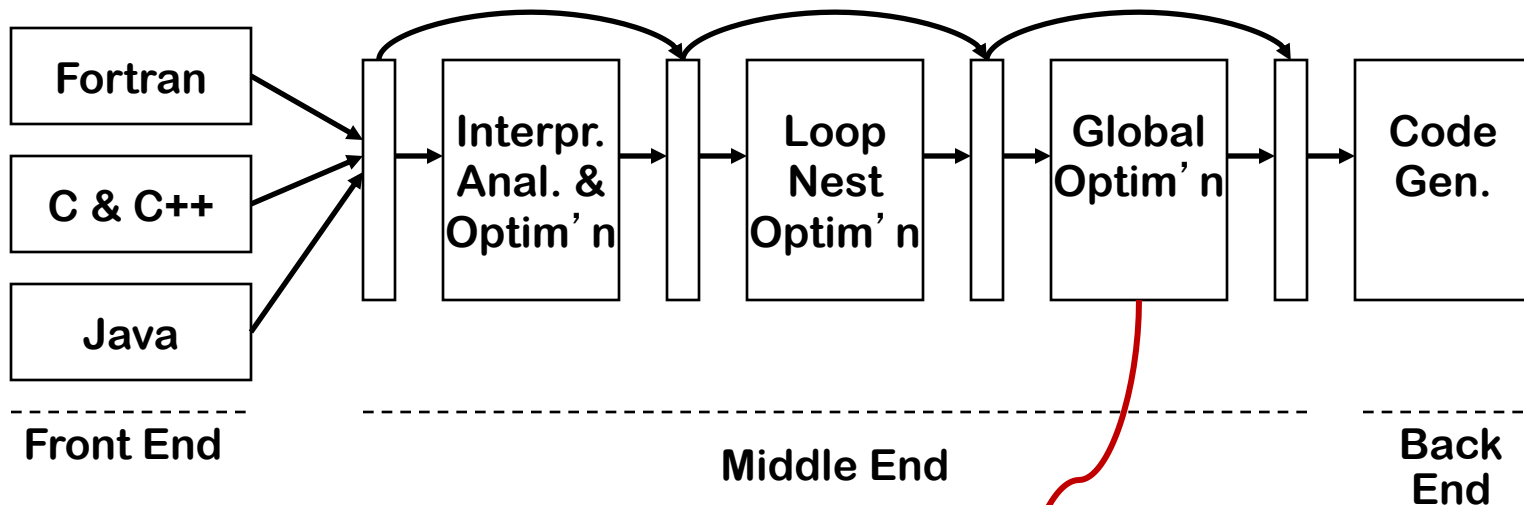 Fortran
C & C++
Java
Interpr.
Anal. &
Optim’ n
Loop
Nest
Optim’ n
Global
Optim’ n
Code
Gen.
Front End
Middle End
Back
End